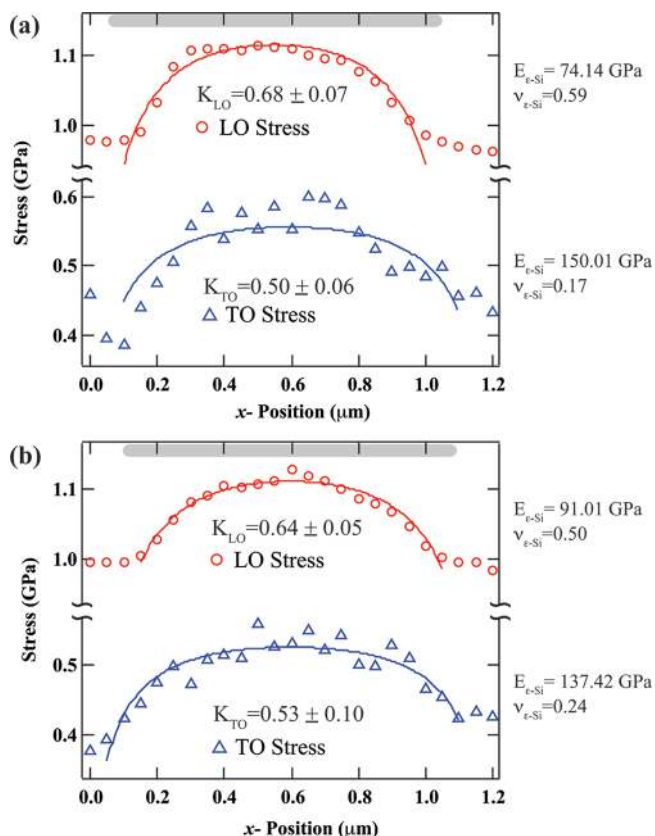 (a)
1.1
1.0
0.6
0.5
0.4
Stress (GPa)
K_LO=0.68 ± 0.07
LO Stress
K_TO=0.50 ± 0.06
TO Stress
E_ε-Si= 74.14 GPa
ν_ε-Si=0.59
E_ε-Si= 150.01 GPa
ν_ε-Si=0.17
0.0 0.2 0.4 0.6 0.8 1.0 1.2
x- Position (μm)
(b)
1.1
1.0
0.5
0.4
Stress (GPa)
K_LO=0.64 ± 0.05
LO Stress
K_TO=0.53 ± 0.10
TO Stress
E_ε-Si= 91.01 GPa
ν_ε-Si=0.50
E_ε-Si= 137.42 GPa
ν_ε-Si=0.24
0.0 0.2 0.4 0.6 0.8 1.0 1.2
x- Position (μm)